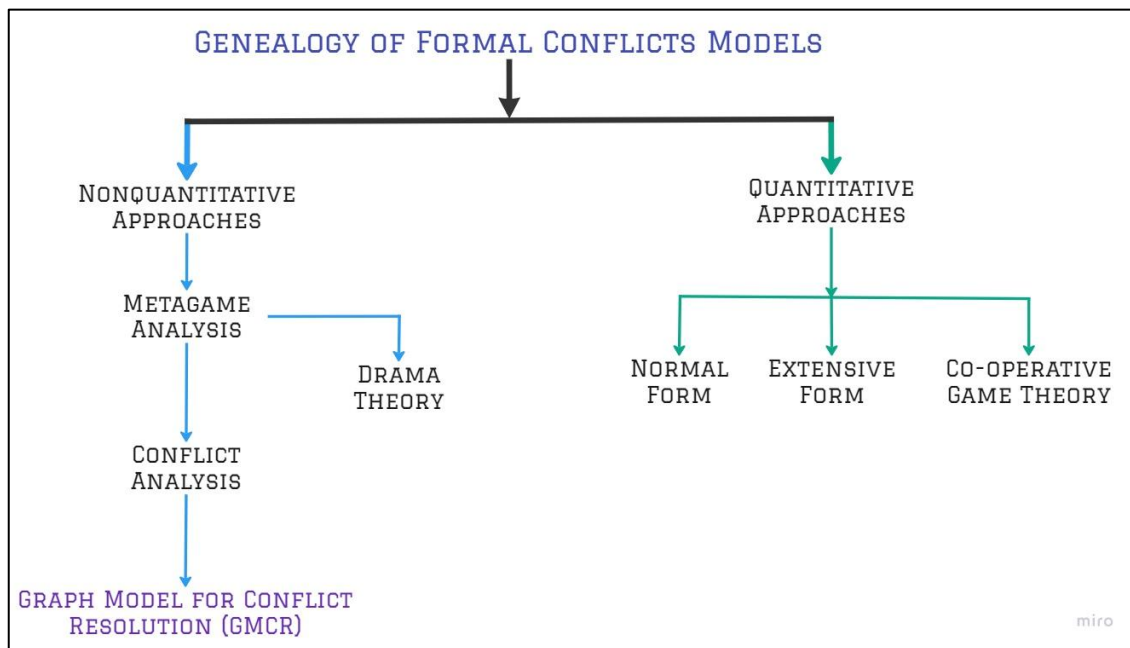 Genealogy of Formal Conflicts Models
Nonquantitative
Approaches
Quantitative
Approaches
Metagame
Analysis
Drama
Theory
Normal
Form
Extensive
Form
Co-operative
Game Theory
Conflict
Analysis
Graph Model for Conflict
Resolution (GMCR)
miro